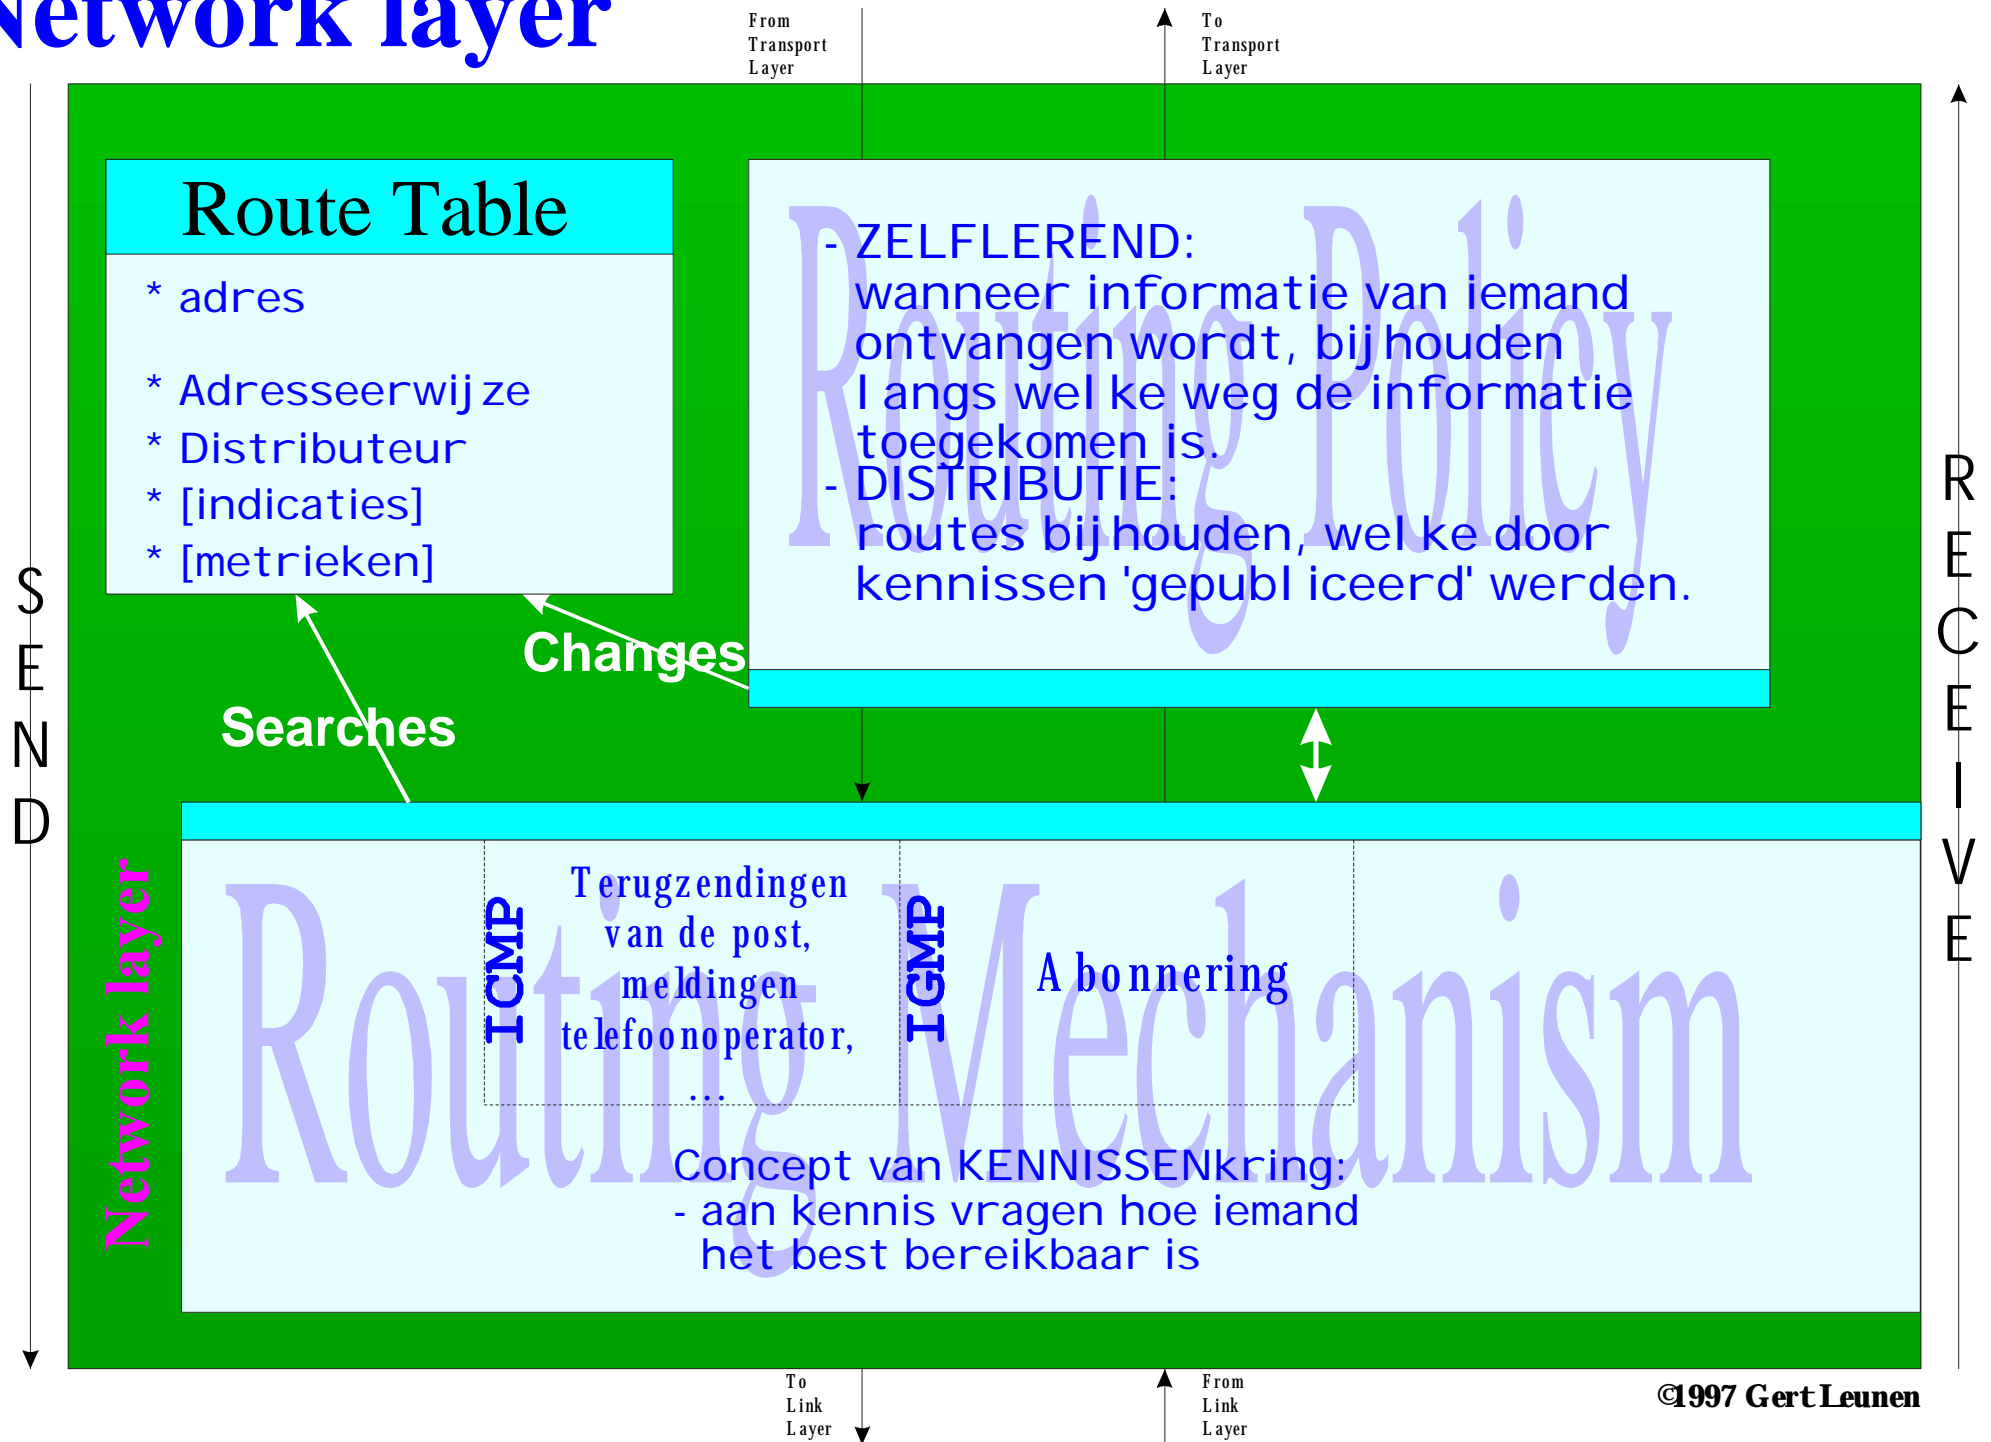 Network layer
From
Transport
Layer
To
Transport
Layer
Route Table
* adres
* Adresseerwijze
* Distributeur
* [indicaties]
* [metrieken]
Routing Policy
- ZELFLEREND:
wanneer informatie van iemand
ontvangen wordt, bijhouden
langs welke weg de informatie
toegekomen is.
- DISTRIBUTIE:
routes bijhouden, welke door
kennissen 'gepubliceerd' werden.
Changes
Searches
SEND
RECEIVE
Network layer
Routing Mechanism
ICMP
Terugzendingen
van de post,
meldingen
telefoonoperator,
...
IGMP
Abonnering
Concept van KENNISSENkring:
- aan kennis vragen hoe iemand
het best bereikbaar is
To
Link
Layer
From
Link
Layer
©1997 Gert Leunen